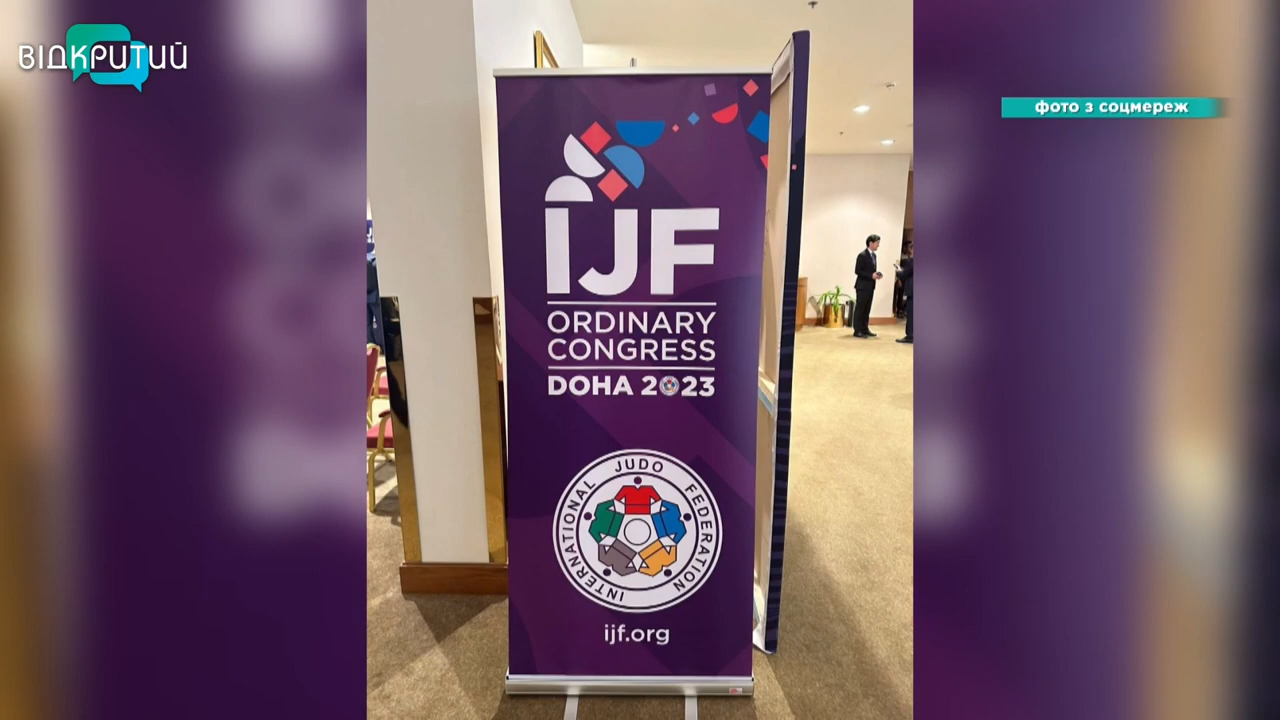 ВІДКРИТИЙ
фото з соцмереж
IJF
ORDINARY
CONGRESS
DOHA 2023
INTERNATIONAL JUDO FEDERATION
ijf.org